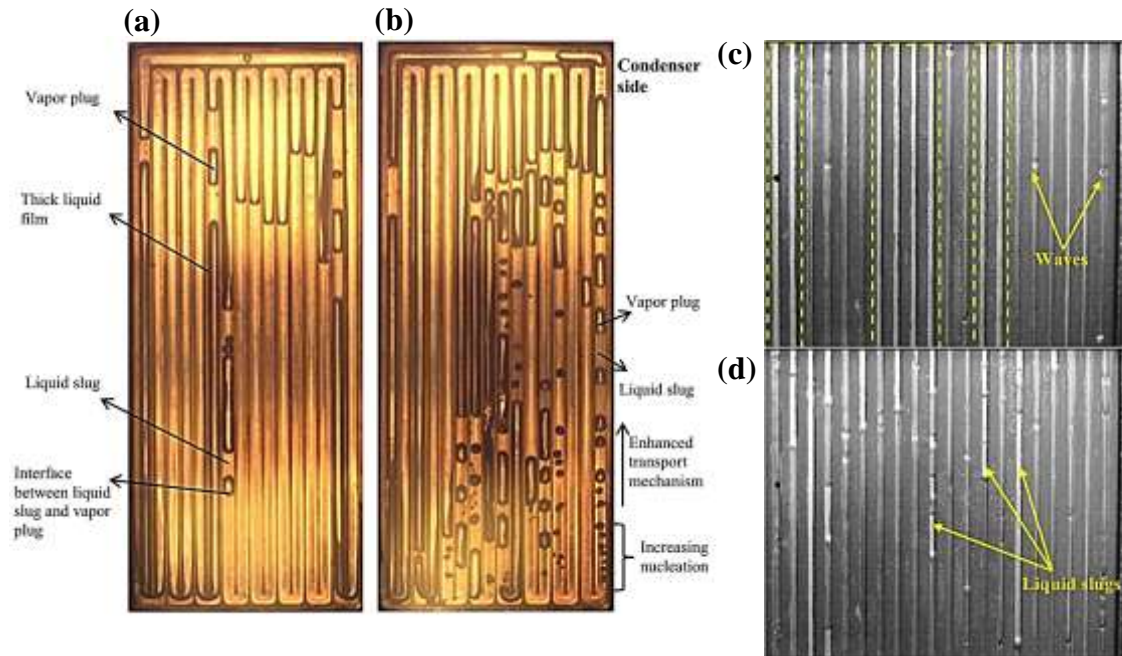 (a)
Vapor plug
Thick liquid
film
Liquid slug
Interface
between liquid
slug and vapor
plug
(b)
Condenser
side
Vapor plug
Liquid slug
Enhanced
transport
mechanism
Increasing
nucleation
(c)
Waves
(d)
Liquid slugs